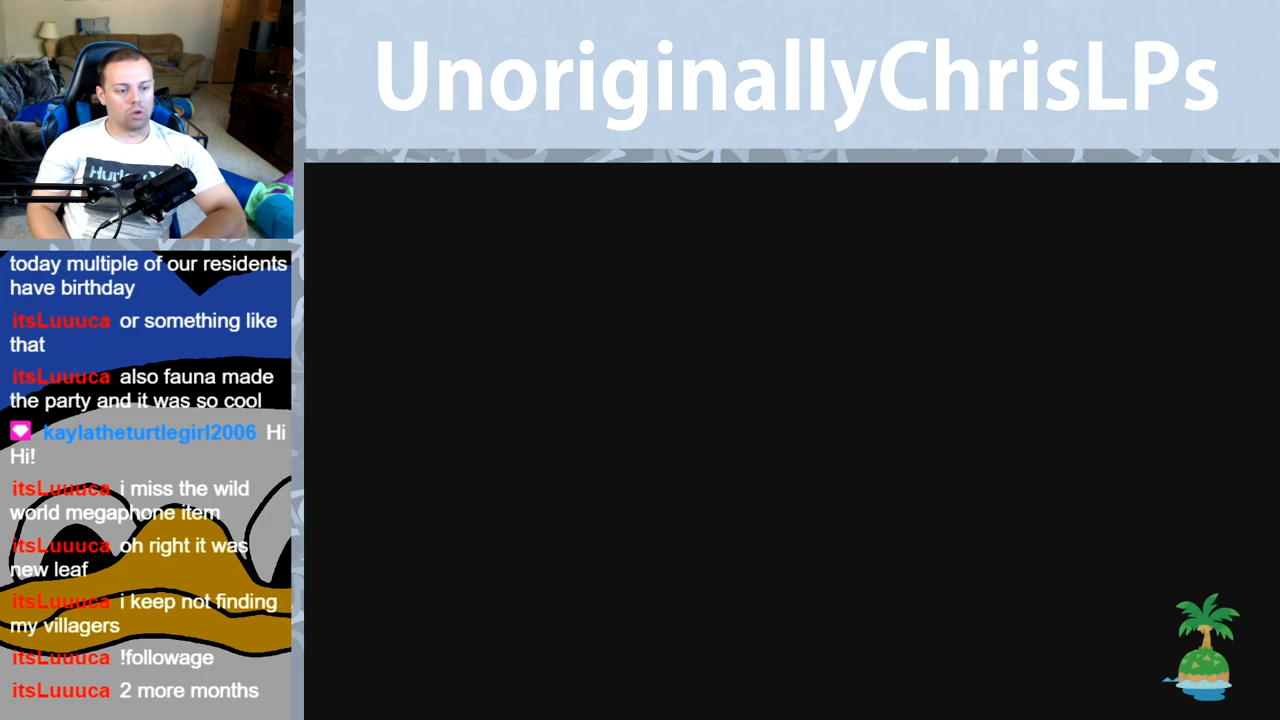 UnoriginallyChrisLPs
Hurley
today multiple of our residents
have birthday
itsLuuuca or something like
that
itsLuuuca also fauna made
the party and it was so cool
kaylatheturtlegirl2006 Hi
Hi!
itsLuuuca i miss the wild
world megaphone item
itsLuuuca oh right it was
new leaf
itsLuuuca i keep not finding
my villagers
itsLuuuca !followage
itsLuuuca 2 more months